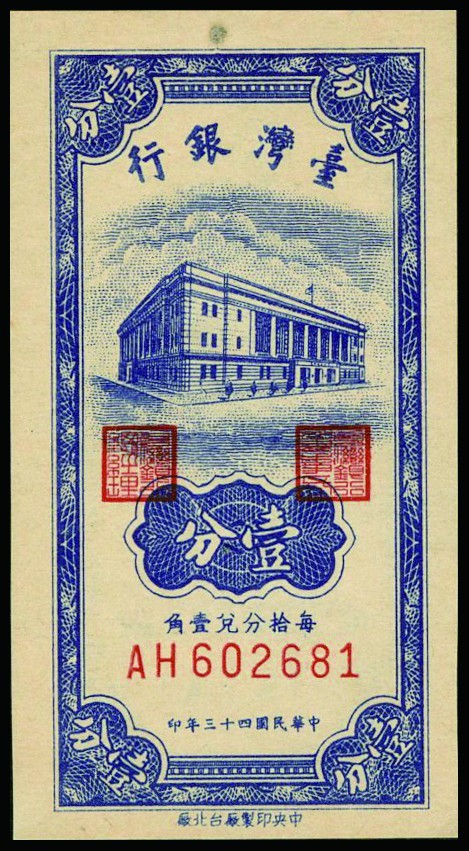 壹分
壹分
臺灣銀行
壹分
每拾分兌壹角
AH602681
中華民國四十三年印
壹分
壹分
中央印製廠台北廠